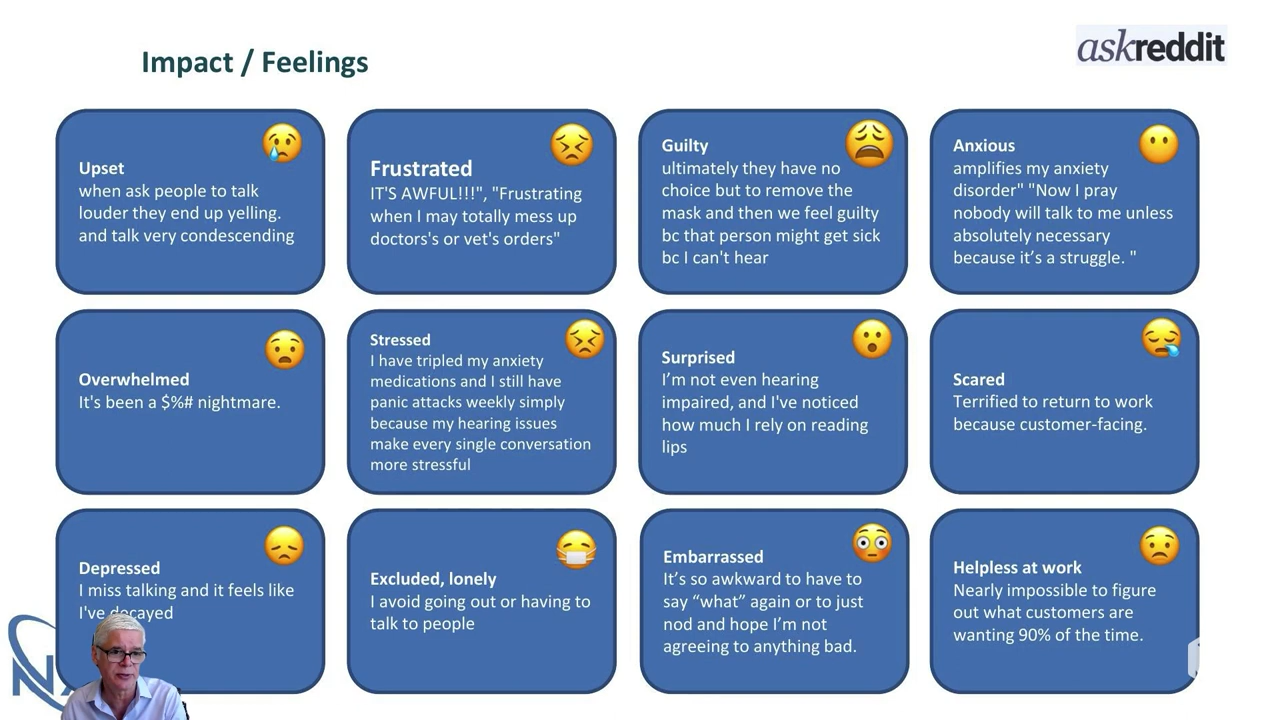 Impact / Feelings
askreddit
Upset
when ask people to talk
louder they end up yelling.
and talk very condescending
Frustrated
IT'S AWFUL!!!", "Frustrating
when I may totally mess up
doctors's or vet's orders"
Guilty
ultimately they have no
choice but to remove the
mask and then we feel guilty
bc that person might get sick
bc I can't hear
Anxious
amplifies my anxiety
disorder" "Now I pray
nobody will talk to me unless
absolutely necessary
because it’s a struggle. "
Overwhelmed
It's been a $%# nightmare.
Stressed
I have tripled my anxiety
medications and I still have
panic attacks weekly simply
because my hearing issues
make every single conversation
more stressful
Surprised
I’m not even hearing
impaired, and I've noticed
how much I rely on reading
lips
Scared
Terrified to return to work
because customer-facing.
Depressed
I miss talking and it feels like
I've decayed
Excluded, lonely
I avoid going out or having to
talk to people
Embarrassed
It’s so awkward to have to
say “what” again or to just
nod and hope I’m not
agreeing to anything bad.
Helpless at work
Nearly impossible to figure
out what customers are
wanting 90% of the time.